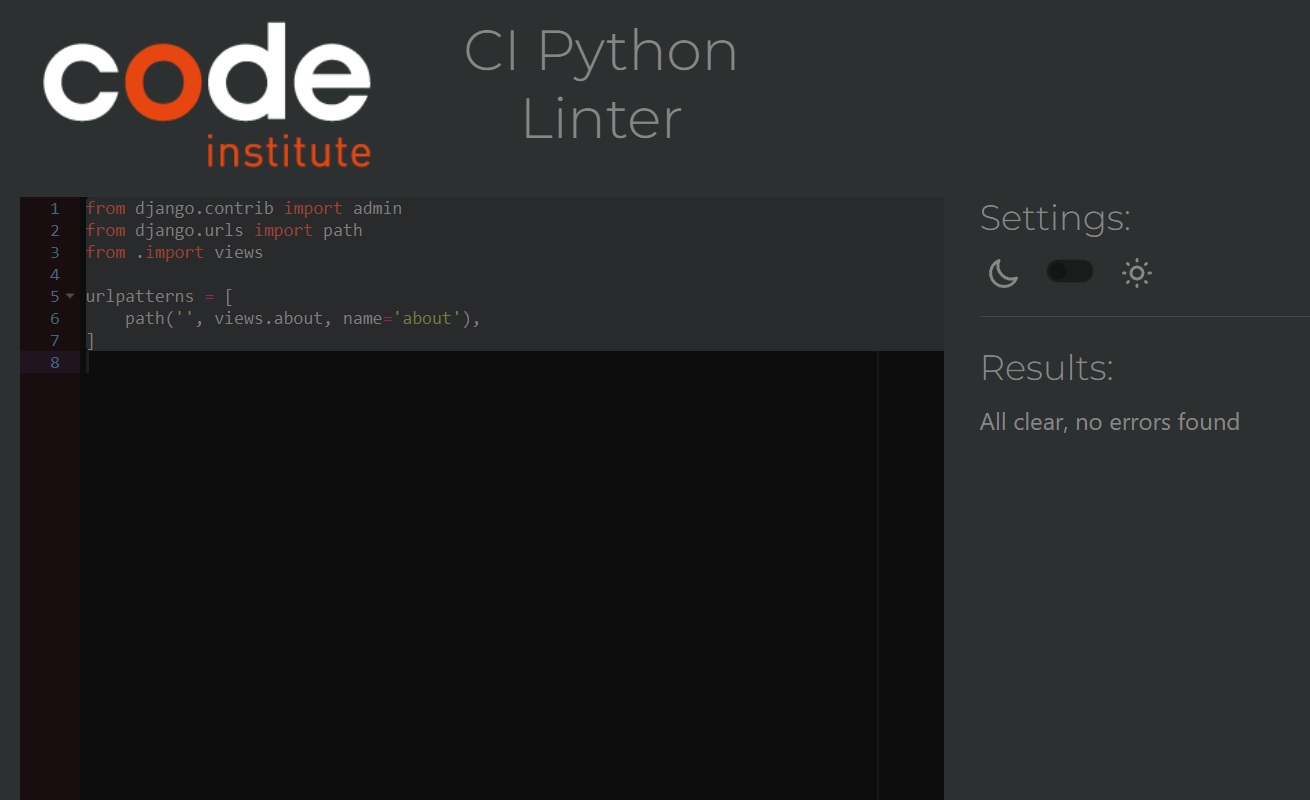 code
institute
CI Python
Linter
1 from django.contrib import admin
2 from django.urls import path
3 from .import views
4
5 urlpatterns = [
6     path('', views.about, name='about'),
7 ]
8
Settings:
Results:
All clear, no errors found